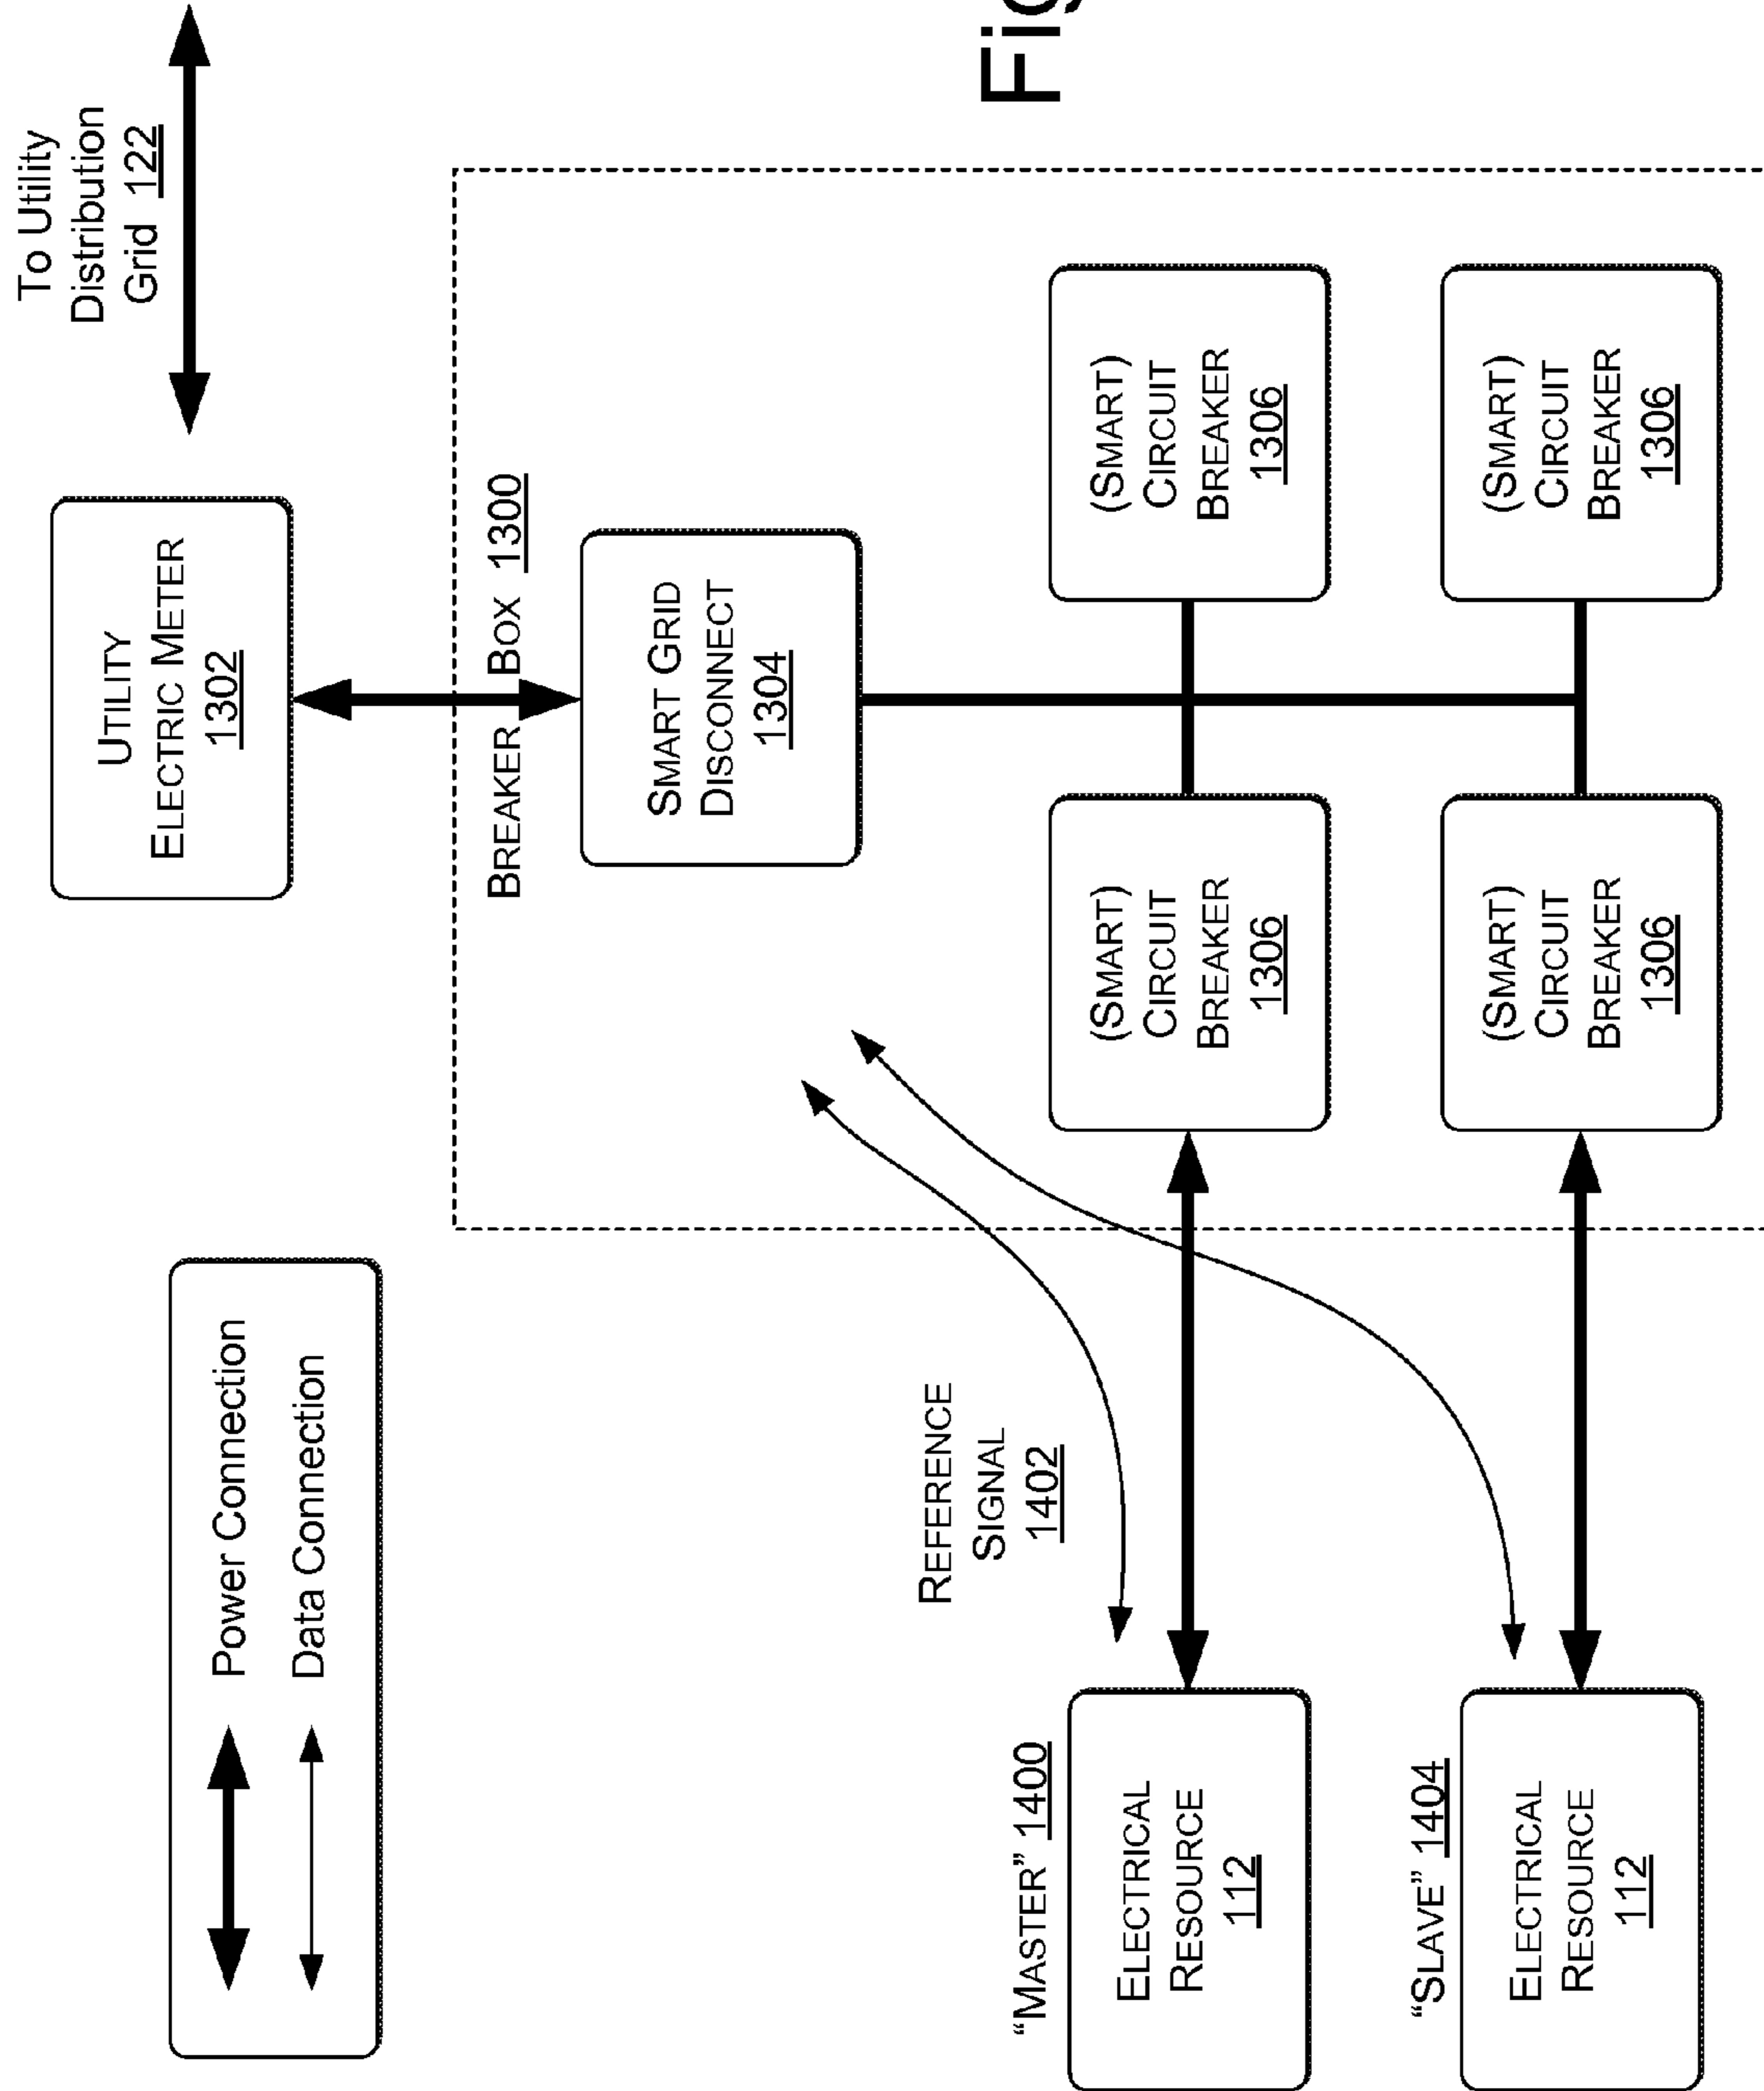 To Utility
Distribution
Grid 122
Power Connection
Data Connection
UTILITY
ELECTRIC METER
1302
BREAKER BOX 1300
SMART GRID
DISCONNECT
1304
REFERENCE
SIGNAL
1402
"MASTER" 1400
ELECTRICAL
RESOURCE
112
(SMART)
CIRCUIT
BREAKER
1306
(SMART)
CIRCUIT
BREAKER
1306
"SLAVE" 1404
ELECTRICAL
RESOURCE
112
(SMART)
CIRCUIT
BREAKER
1306
(SMART)
CIRCUIT
BREAKER
1306
Fig